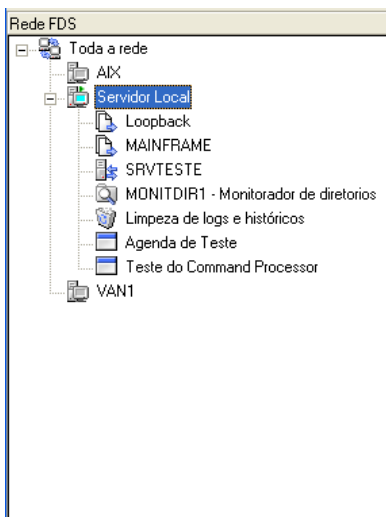 Rede FDS
Toda a rede
AIX
Servidor Local
Loopback
MAINFRAME
SRVTESTE
MONITDIR1 - Monitorador de diretorios
Limpeza de logs e históricos
Agenda de Teste
Teste do Command Processor
VAN1